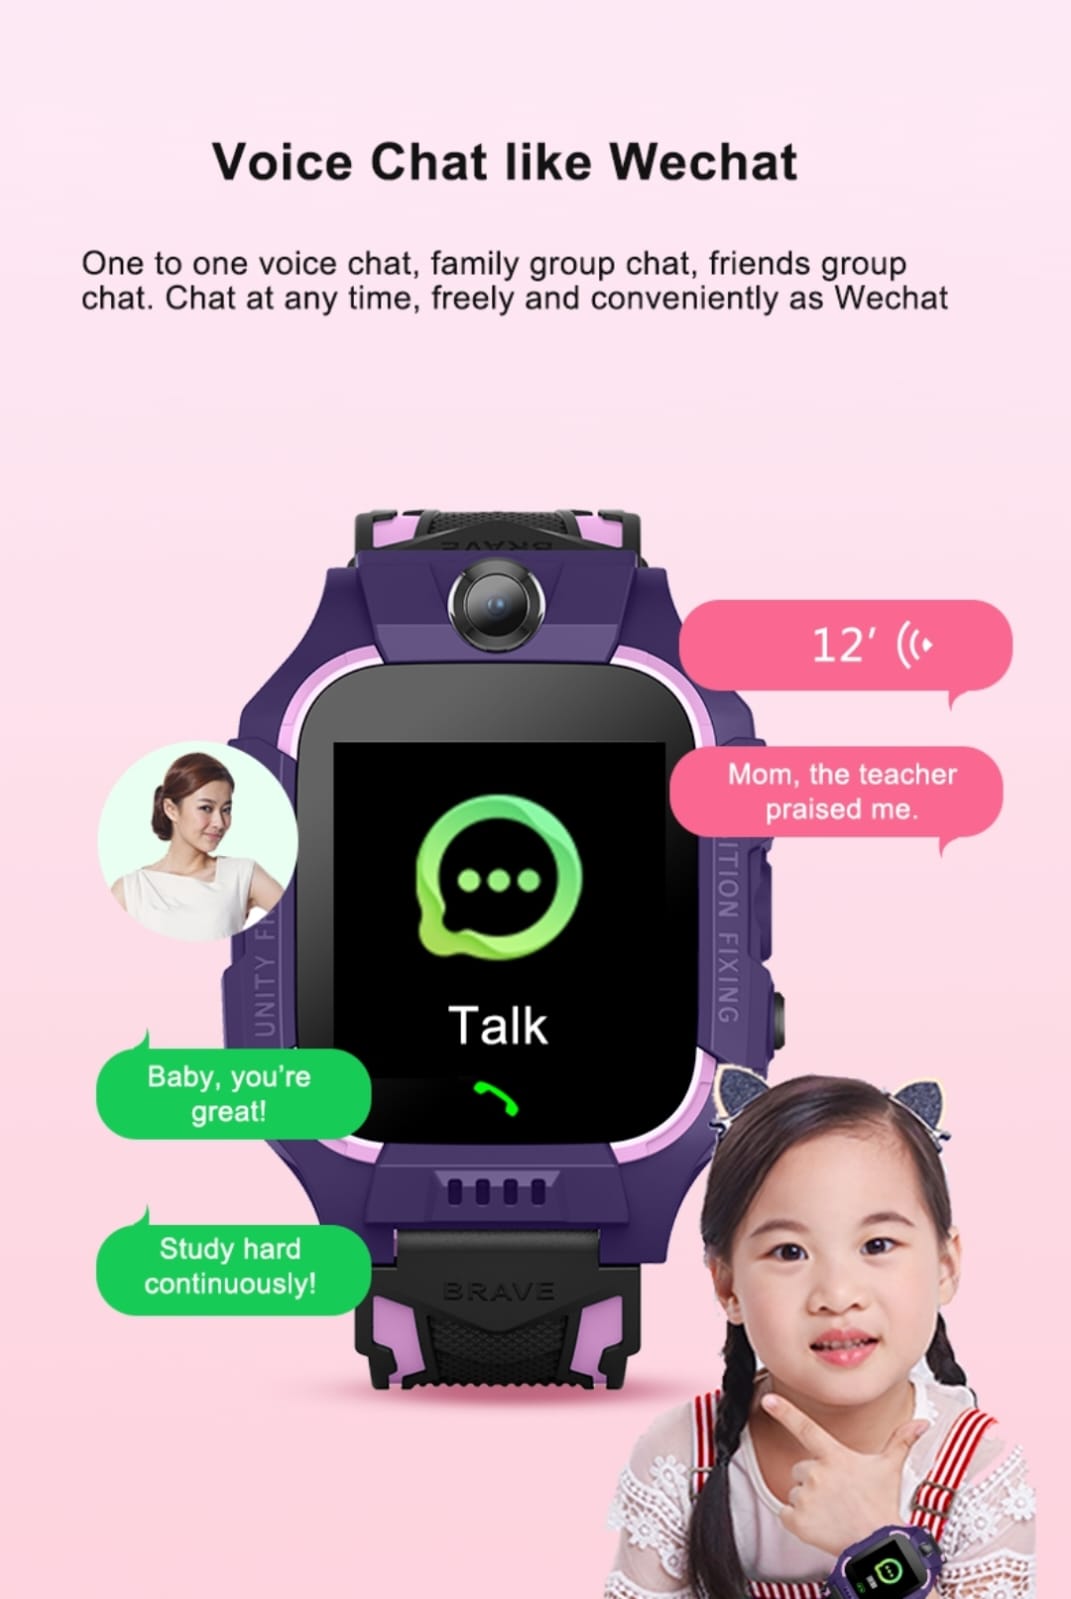 Voice Chat like Wechat
One to one voice chat, family group chat, friends group
chat. Chat at any time, freely and conveniently as Wechat
BRAVE
12′
Mom, the teacher
praised me.
ITION FIXING
UNITY F
Talk
Baby, you’re
great!
Study hard
continuously!
BRAVE